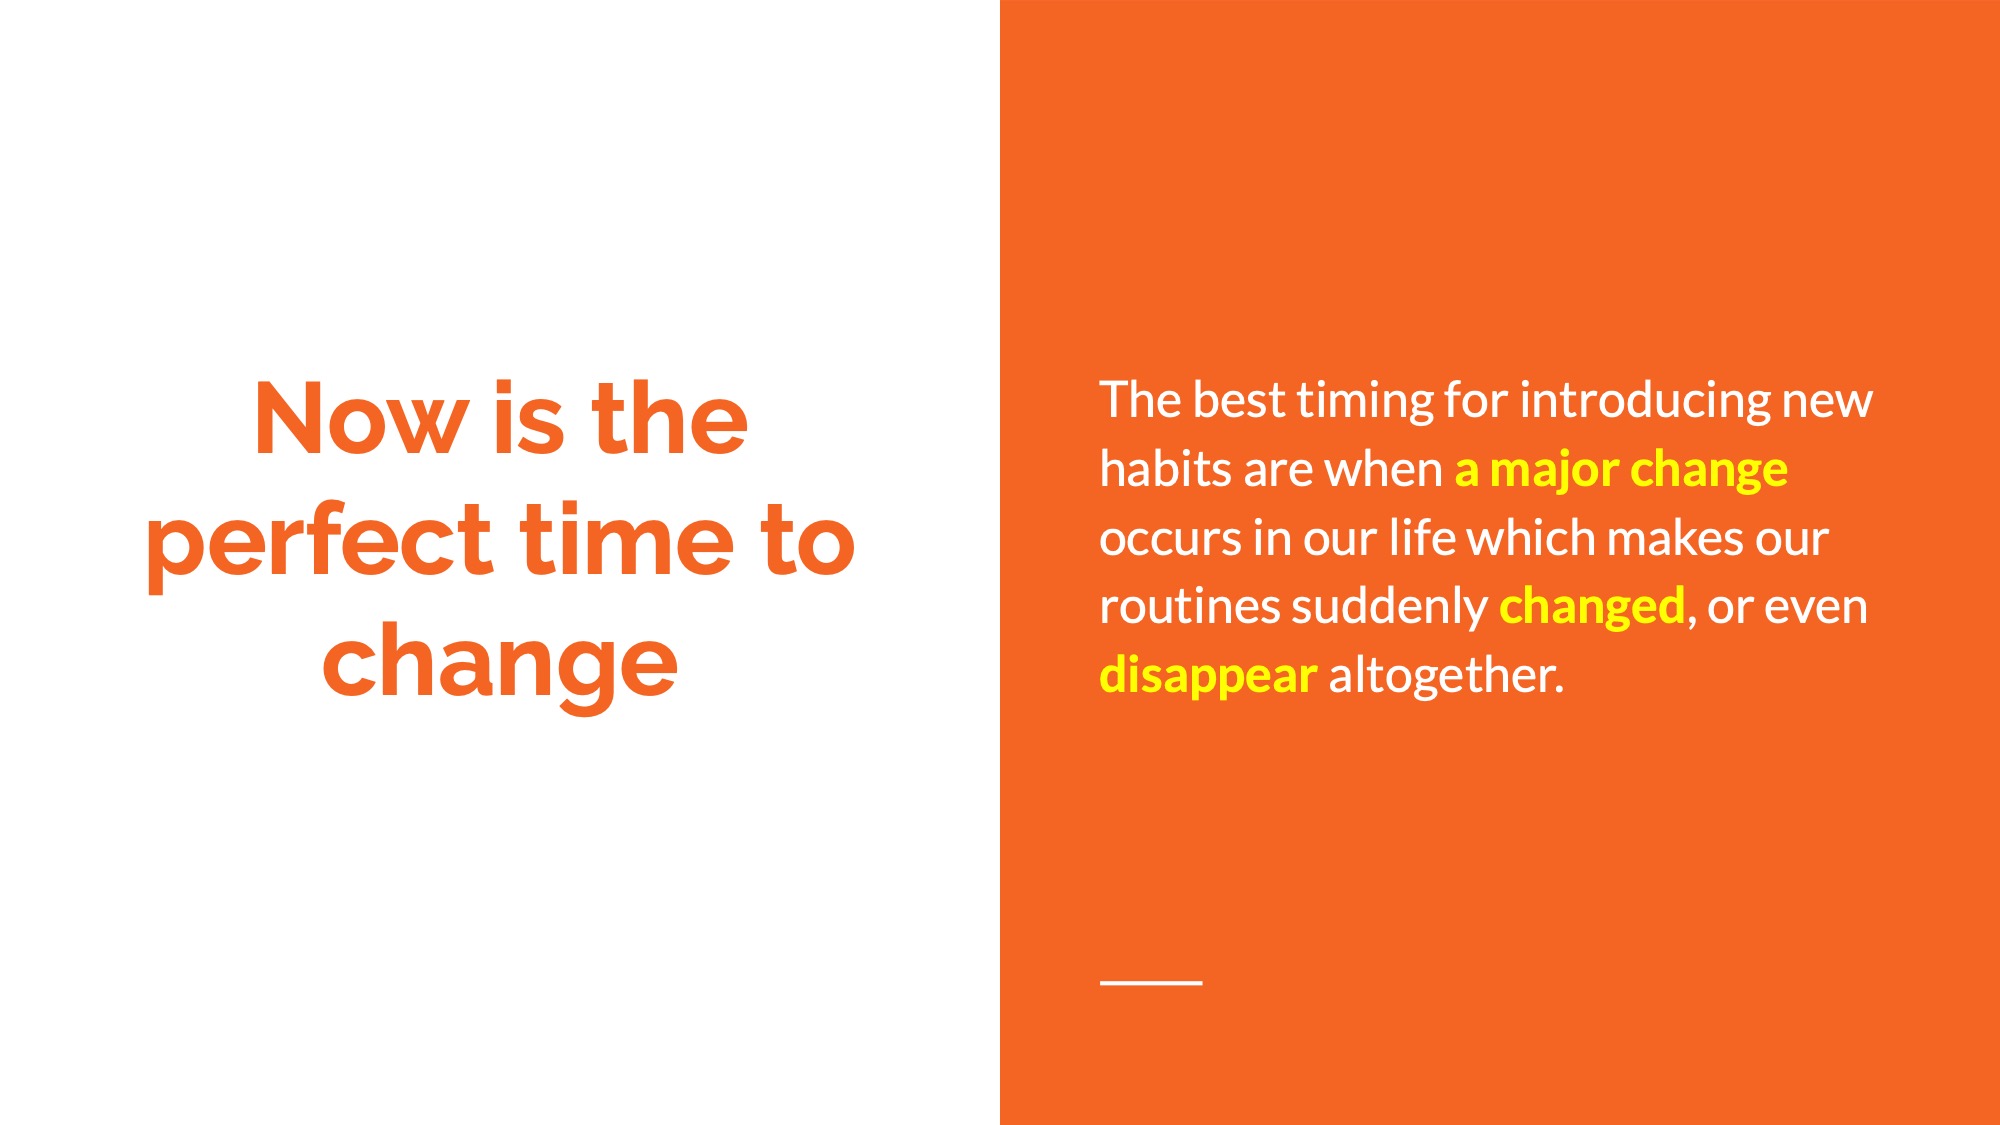 Now is the
perfect time to
change
The best timing for introducing new
habits are when a major change
occurs in our life which makes our
routines suddenly changed, or even
disappear altogether.